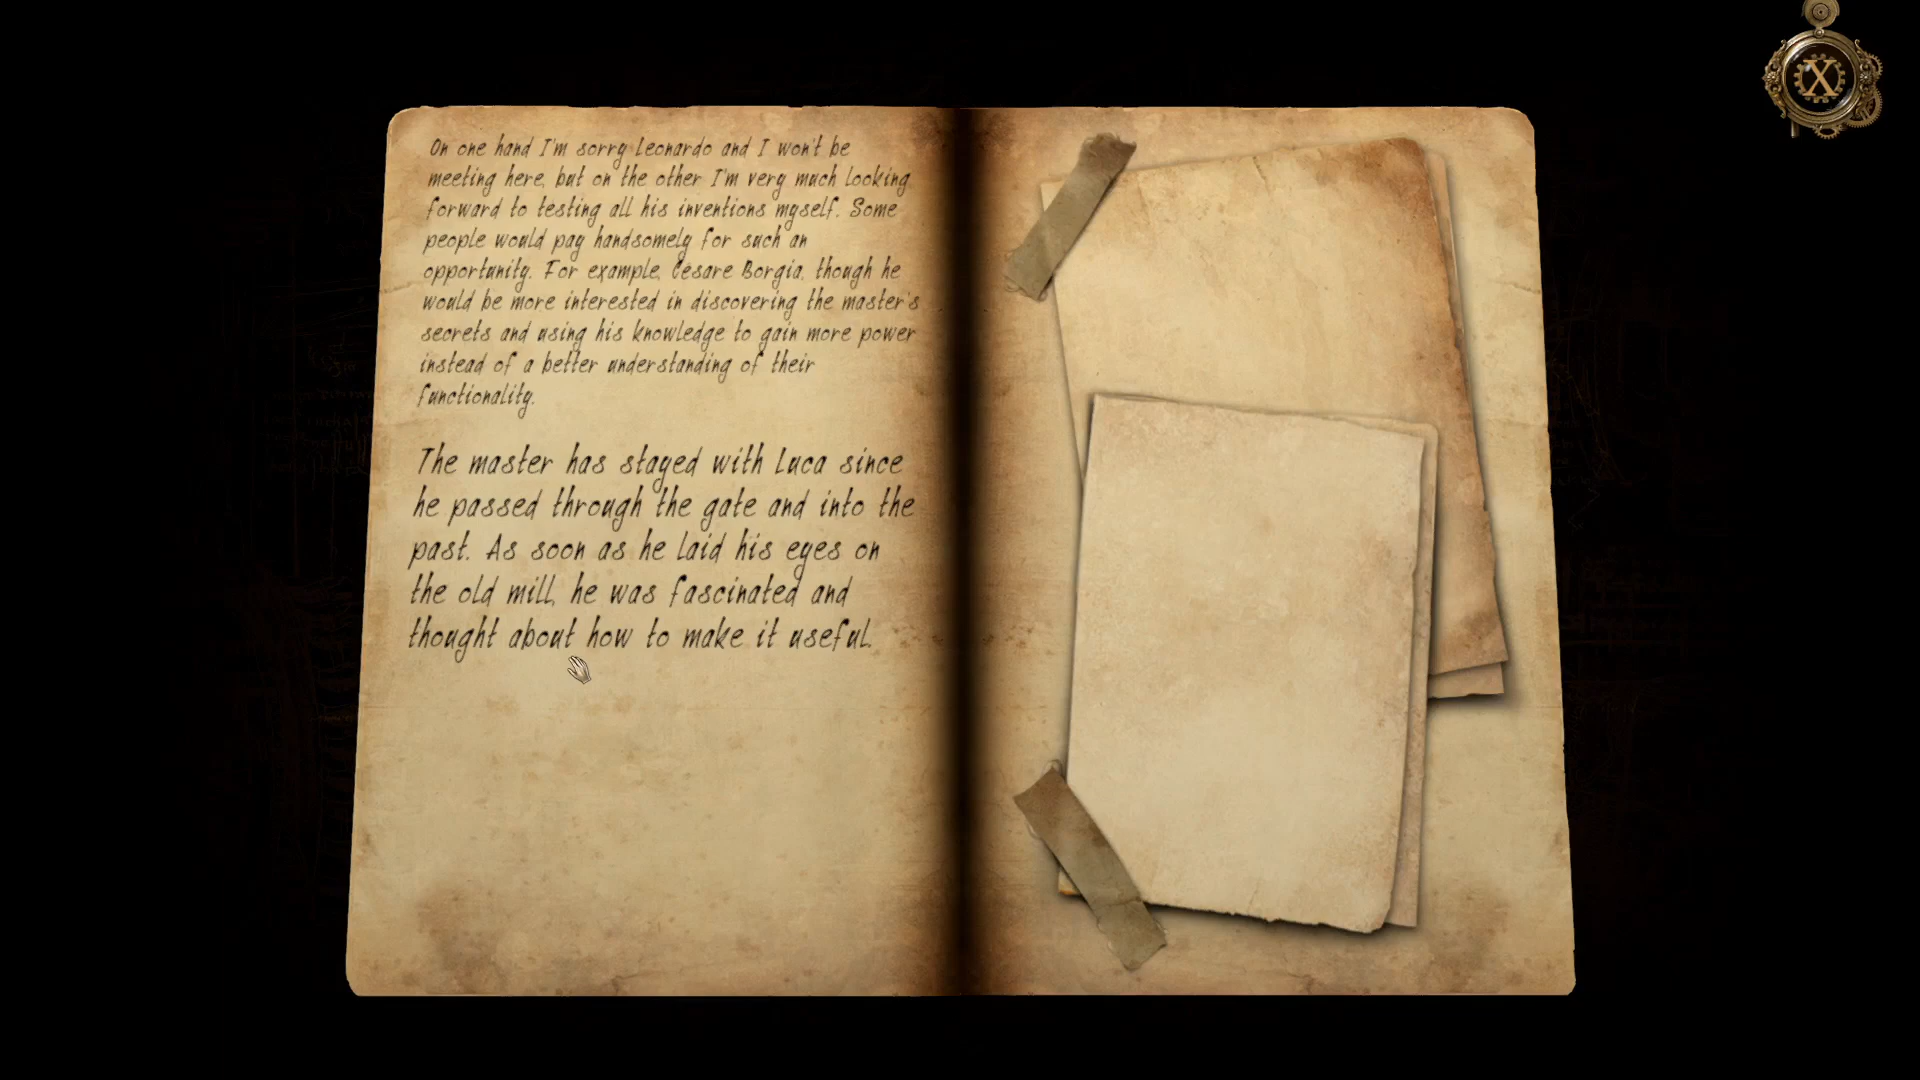 On one hand I'm sorry Leonardo and I won't be
meeting here, but on the other I'm very much looking
forward to testing all his inventions myself. Some
people would pay handsomely for such an
opportunity. For example, Cesare Borgia, though he
would be more interested in discovering the master's
secrets and using his knowledge to gain more power
instead of a better understanding of their
functionality.
The master has stayed with Luca since
he passed through the gate and into the
past. As soon as he laid his eyes on
the old mill, he was fascinated and
thought about how to make it useful.
X